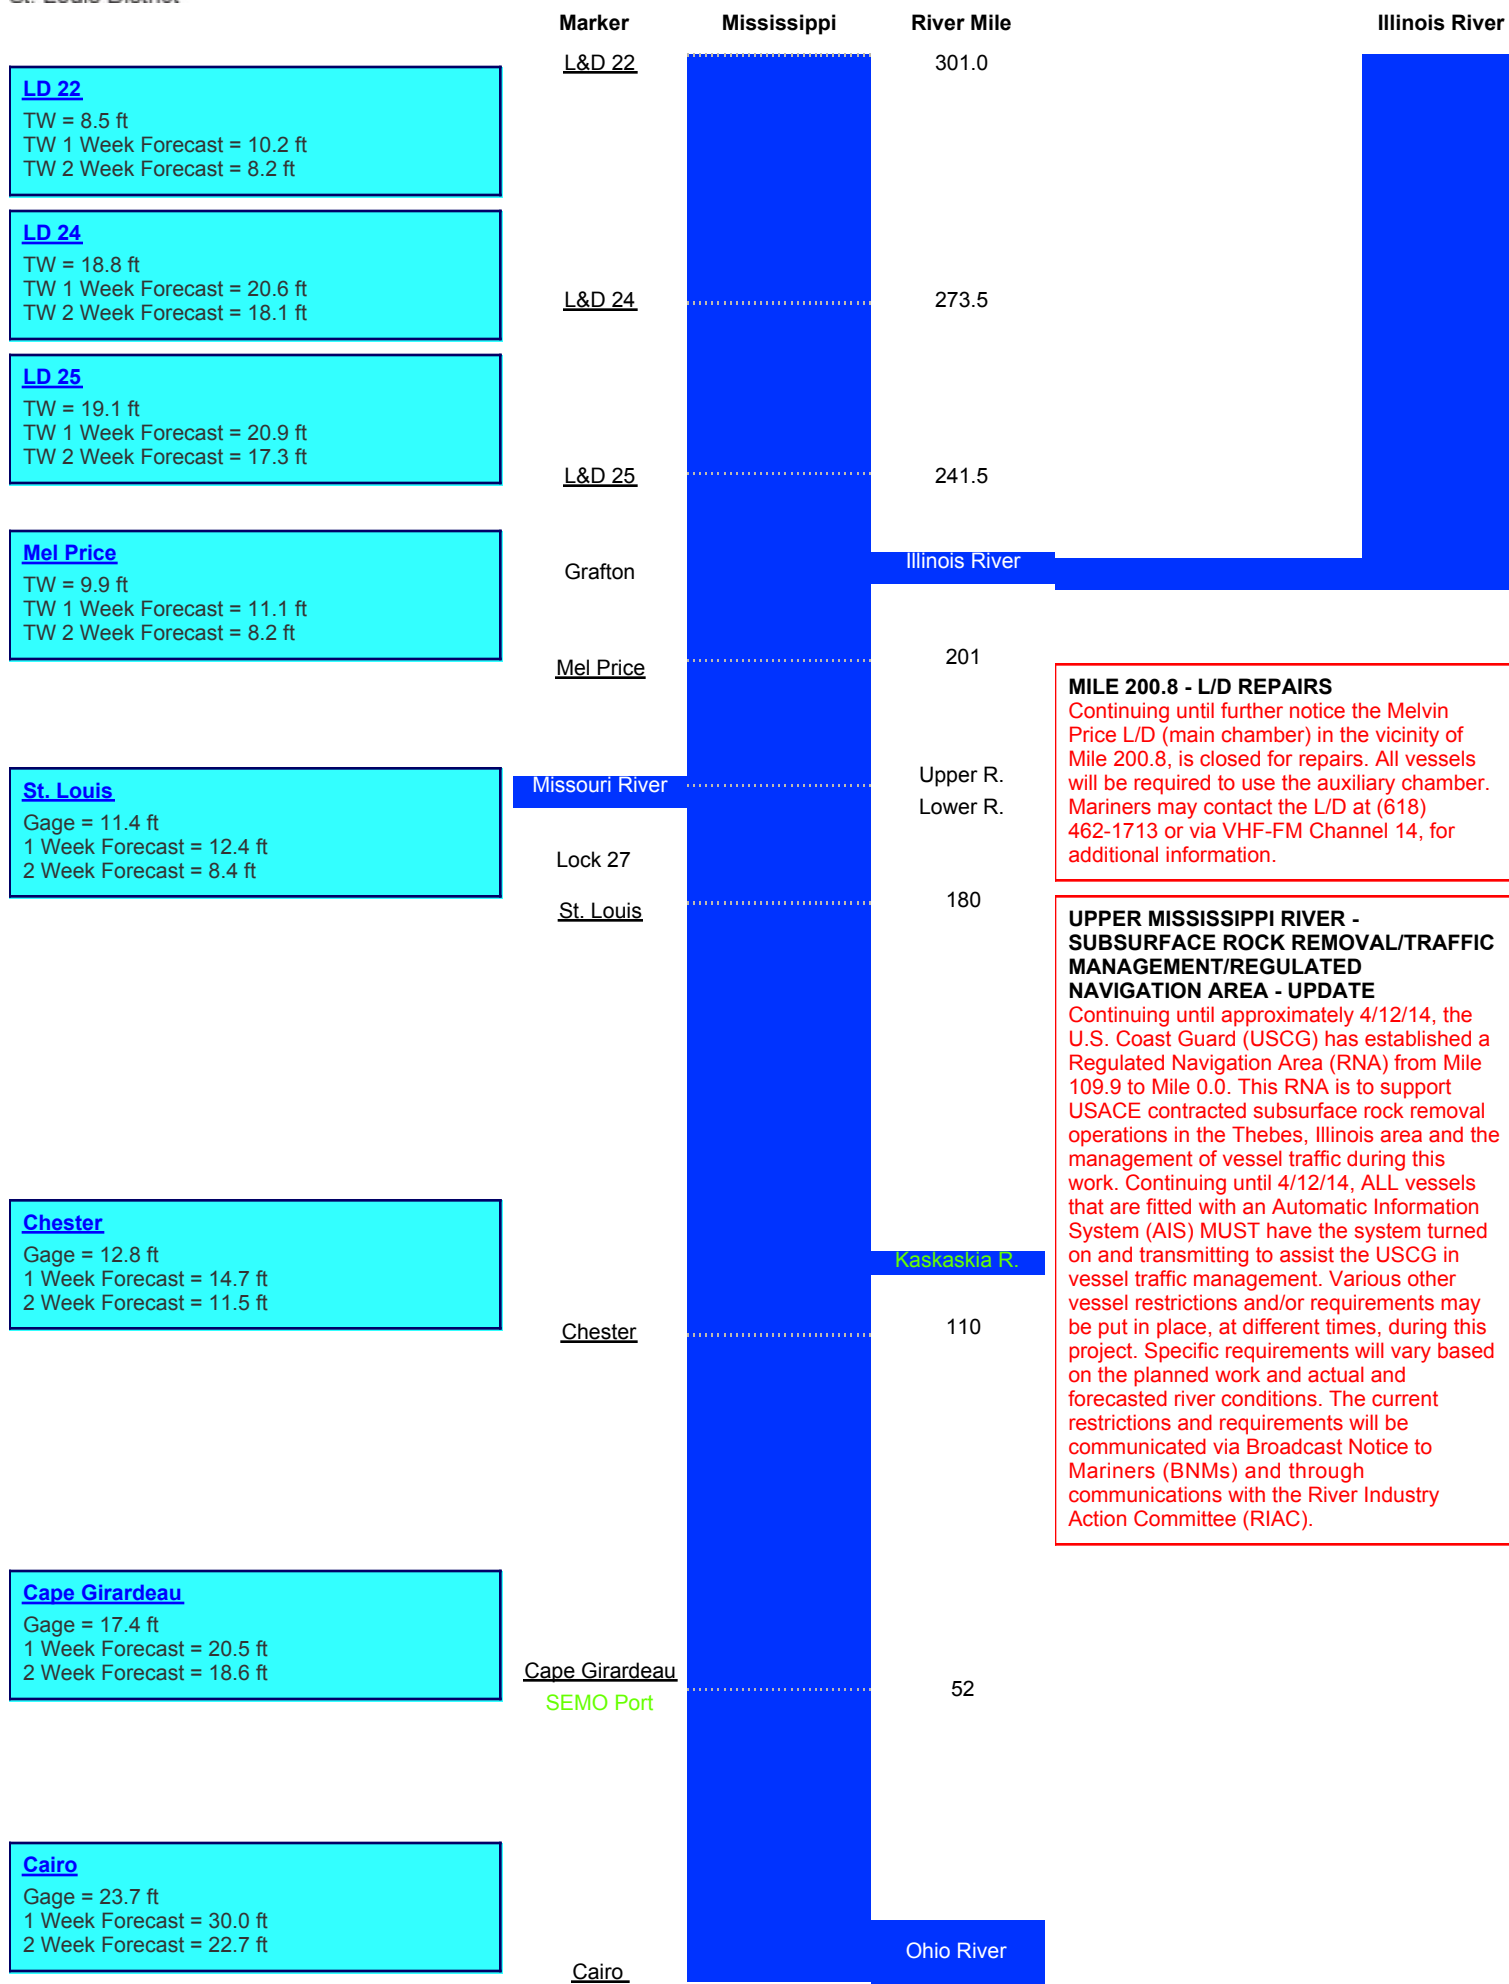 Marker Mississippi River Mile Illinois River
L&D 22 301.0
LD 22
TW = 8.5 ft
TW 1 Week Forecast = 10.2 ft
TW 2 Week Forecast = 8.2 ft
LD 24
TW = 18.8 ft
TW 1 Week Forecast = 20.6 ft
TW 2 Week Forecast = 18.1 ft
L&D 24 273.5
LD 25
TW = 19.1 ft
TW 1 Week Forecast = 20.9 ft
TW 2 Week Forecast = 17.3 ft
L&D 25 241.5
Mel Price
TW = 9.9 ft
TW 1 Week Forecast = 11.1 ft
TW 2 Week Forecast = 8.2 ft
Grafton
Illinois River
Mel Price 201
MILE 200.8 - L/D REPAIRS
Continuing until further notice the Melvin
Price L/D (main chamber) in the vicinity of
Mile 200.8, is closed for repairs. All vessels
will be required to use the auxiliary chamber.
Mariners may contact the L/D at (618)
462-1713 or via VHF-FM Channel 14, for
additional information.
St. Louis
Gage = 11.4 ft
1 Week Forecast = 12.4 ft
2 Week Forecast = 8.4 ft
Missouri River
Upper R.
Lower R.
Lock 27
St. Louis 180
UPPER MISSISSIPPI RIVER -
SUBSURFACE ROCK REMOVAL/TRAFFIC
MANAGEMENT/REGULATED
NAVIGATION AREA - UPDATE
Continuing until approximately 4/12/14, the
U.S. Coast Guard (USCG) has established a
Regulated Navigation Area (RNA) from Mile
109.9 to Mile 0.0. This RNA is to support
USACE contracted subsurface rock removal
operations in the Thebes, Illinois area and the
management of vessel traffic during this
work. Continuing until 4/12/14, ALL vessels
that are fitted with an Automatic Information
System (AIS) MUST have the system turned
on and transmitting to assist the USCG in
vessel traffic management. Various other
vessel restrictions and/or requirements may
be put in place, at different times, during this
project. Specific requirements will vary based
on the planned work and actual and
forecasted river conditions. The current
restrictions and requirements will be
communicated via Broadcast Notice to
Mariners (BNMs) and through
communications with the River Industry
Action Committee (RIAC).
Chester
Gage = 12.8 ft
1 Week Forecast = 14.7 ft
2 Week Forecast = 11.5 ft
Kaskaskia R.
Chester 110
Cape Girardeau
Gage = 17.4 ft
1 Week Forecast = 20.5 ft
2 Week Forecast = 18.6 ft
Cape Girardeau
SEMO Port
52
Cairo
Gage = 23.7 ft
1 Week Forecast = 30.0 ft
2 Week Forecast = 22.7 ft
Ohio River
Cairo